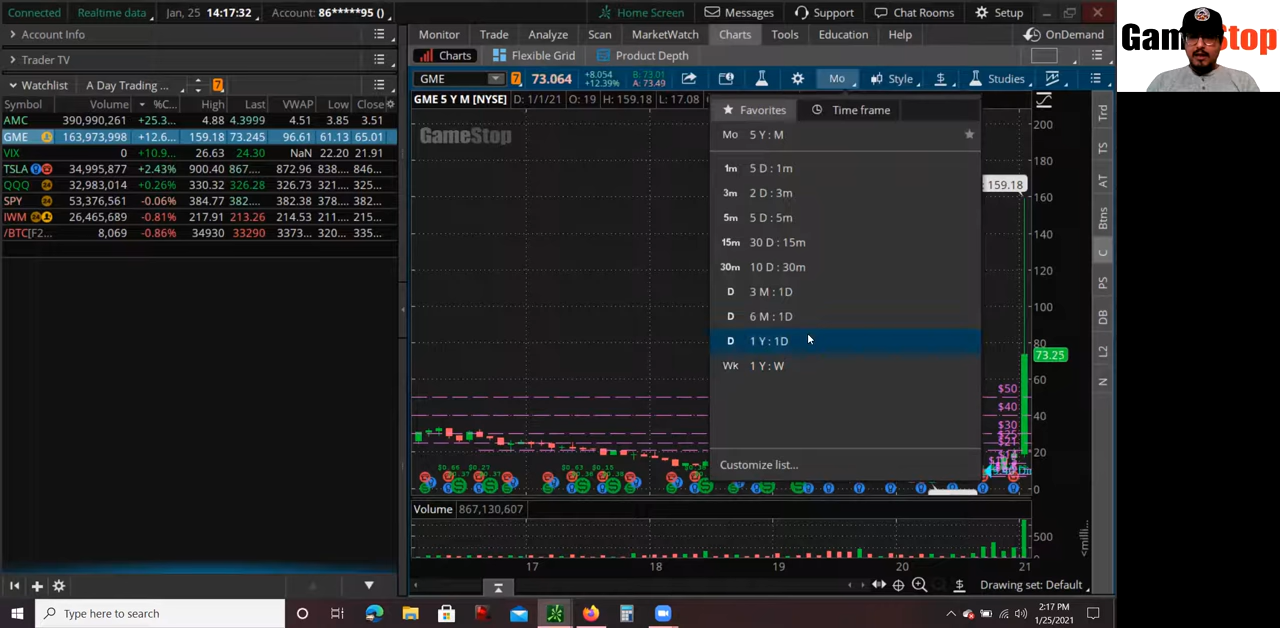 Connected Realtime data Jan, 25 14:17:32 Account: 86*****95 () Home Screen Messages Support Chat Rooms Setup
Account Info
Trader TV
Watchlist A Day Trading ... 7
Symbol Volume %C... High Last VWAP Low Close
AMC 390,990,261 +25.3... 4.88 4.3999 4.51 3.85 3.51
GME 163,973,998 +12.6... 159.18 73.245 96.61 61.13 65.01
VIX 0 +10.9... 26.63 24.30 NaN 22.20 21.91
TSLA 34,995,877 +2.43% 900.40 867.... 872.96 838.... 846...
QQQ 32,983,014 +0.26% 330.32 326.28 326.73 321.... 325...
SPY 53,376,561 -0.06% 384.77 382.... 382.38 378.... 382...
IWM 26,465,689 -0.81% 217.91 213.26 214.53 211.... 215...
/BTC[F2... 8,069 -0.86% 34930 33290 3373... 320... 335...
Monitor Trade Analyze Scan MarketWatch Charts Tools Education Help OnDemand
Charts Flexible Grid Product Depth
GME 7 73.064 +8.054 +12.39% B: 73.01 A: 73.49 Mo Style Studies
GME 5 Y M [NYSE] D: 1/1/21 O: 19 H: 159.18 L: 17.08
GameStop
Favorites Time frame
Mo 5 Y : M
1m 5 D : 1m
3m 2 D : 3m
5m 5 D : 5m
15m 30 D : 15m
30m 10 D : 30m
D 3 M : 1D
D 6 M : 1D
D 1 Y : 1D
Wk 1 Y : W
Customize list...
200
180
159.18
160
140
120
100
80
73.25
60
40
20
0
$50
$40
$30
$21
Trd
TS
AT
Btns
C
PS
DB
L2
N
Volume 867,130,607
500
0
<milli...
17 18 19 20 21
Drawing set: Default
Type here to search
2:17 PM
1/25/2021
GameStop